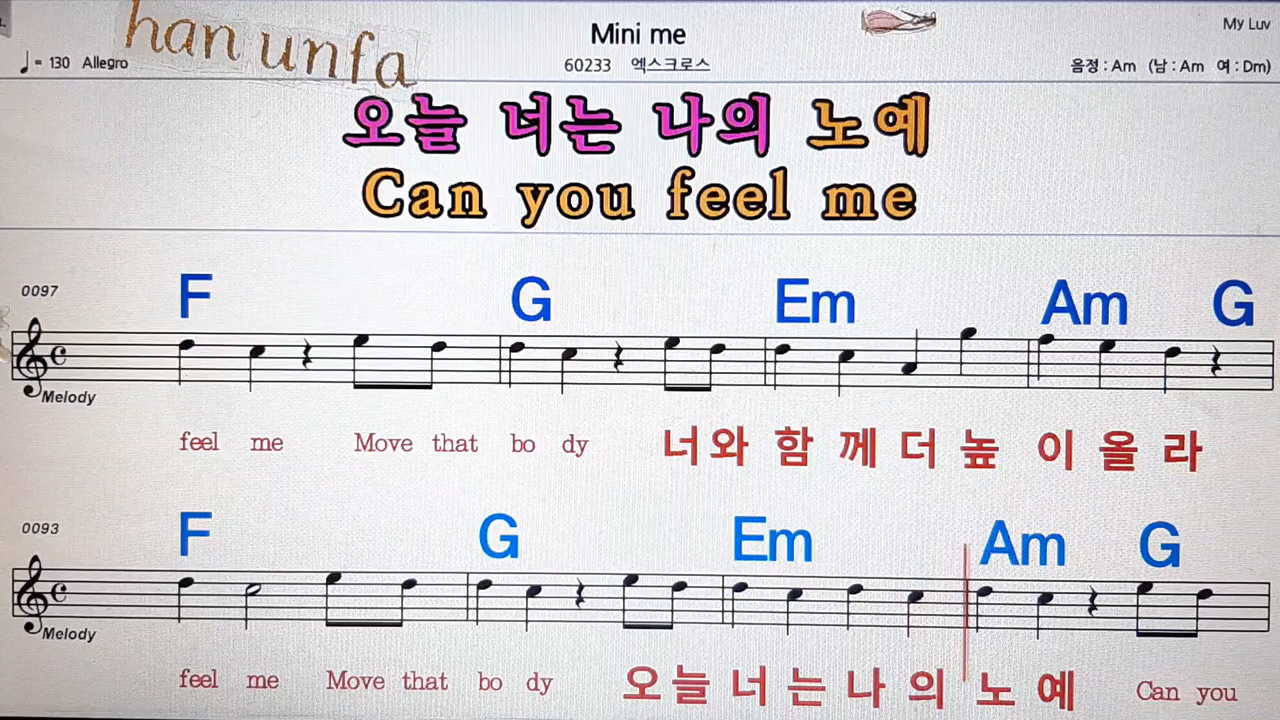 han unfa
Mini me
My Luv
♩ = 130 Allegro
60233 엑스크로스
음정 : Am (남 : Am 여 : Dm)
오늘 너는 나의 노예
Can you feel me
0097
F G Em Am G
Melody
feel me Move that bo dy 너와 함 께 더 높 이 올 라
0093
F G Em Am G
Melody
feel me Move that bo dy 오늘 너 는 나 의 노 예 Can you